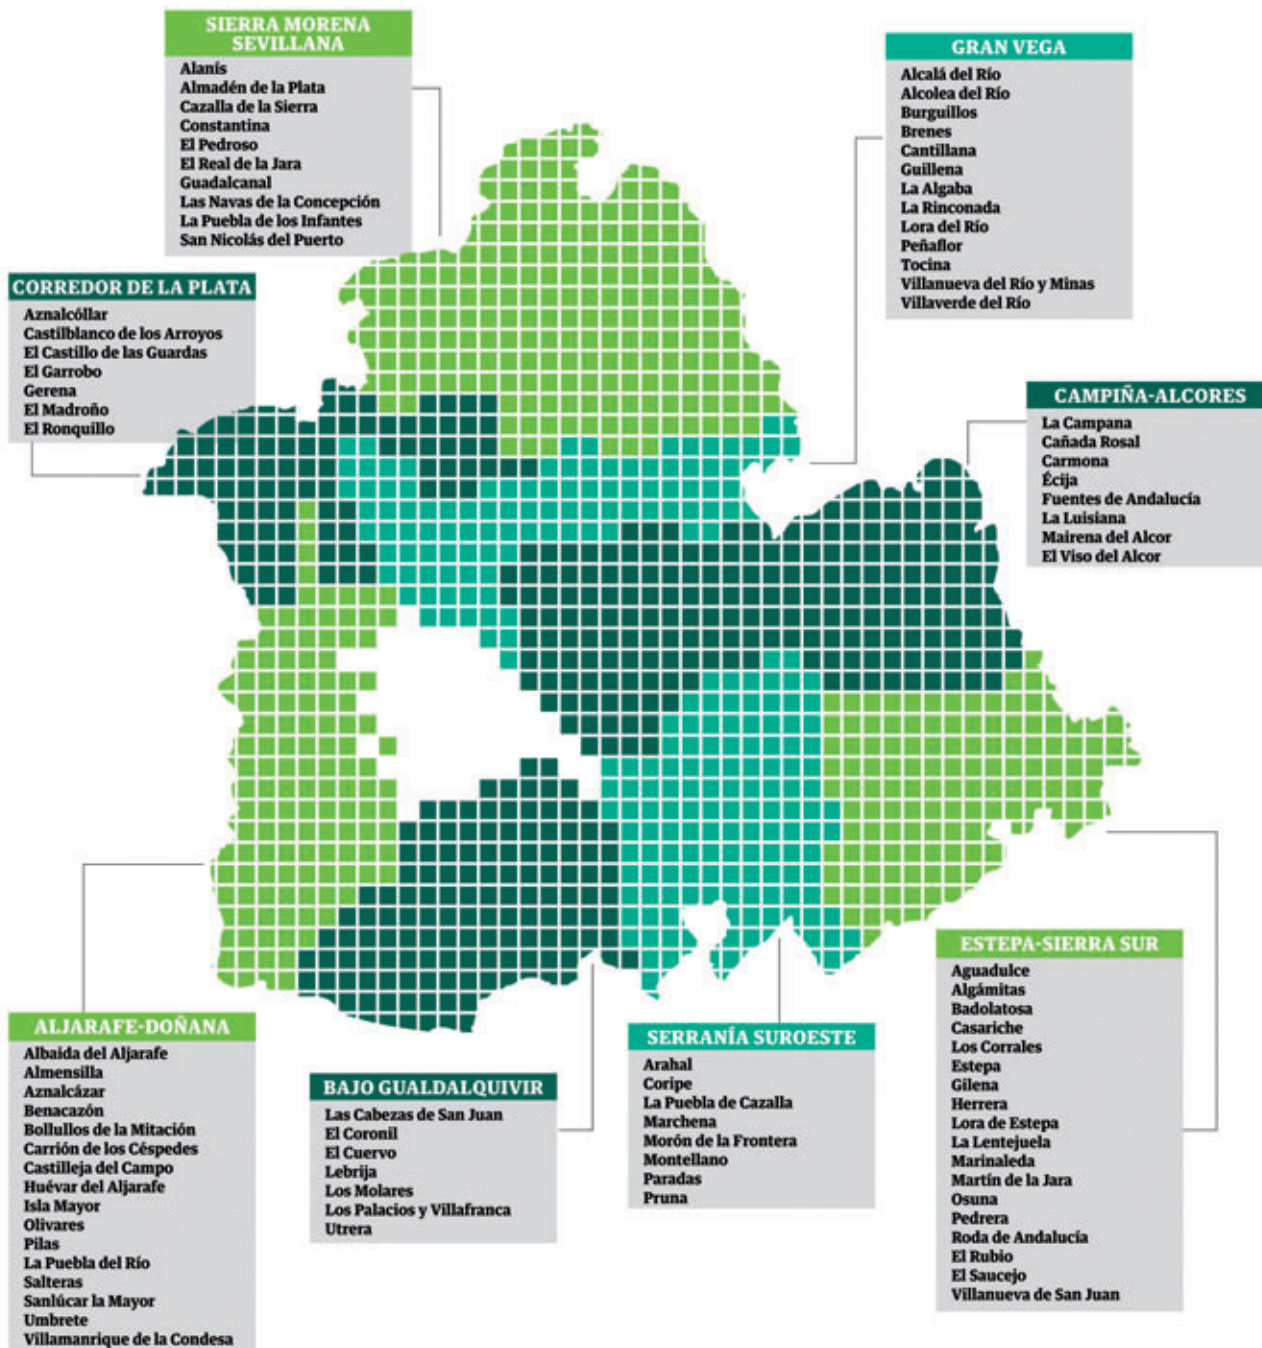 SIERRA MORENA
SEVILLANA
Alanís
Almadén de la Plata
Cazalla de la Sierra
Constantina
El Pedroso
El Real de la Jara
Guadalcanal
Las Navas de la Concepción
La Puebla de los Infantes
San Nicolás del Puerto
GRAN VEGA
Alcalá del Río
Alcolea del Río
Burguillos
Brenes
Cantillana
Guillena
La Algaba
La Rinconada
Lora del Río
Peñaflor
Tocina
Villanueva del Río y Minas
Villaverde del Río
CORREDOR DE LA PLATA
Aznalcóllar
Castilblanco de los Arroyos
El Castillo de las Guardas
El Garrobo
Gerena
El Madroño
El Ronquillo
CAMPIÑA-ALCORES
La Campana
Cañada Rosal
Carmona
Écija
Fuentes de Andalucía
La Luisiana
Mairena del Alcor
El Viso del Alcor
ALJARAFE-DOÑANA
Albaida del Aljarafe
Almensilla
Aznalcázar
Benacazón
Bollullos de la Mitación
Carrión de los Céspedes
Castilleja del Campo
Huévar del Aljarafe
Isla Mayor
Olivares
Pilas
La Puebla del Río
Salteras
Sanlúcar la Mayor
Umbrete
Villamanrique de la Condesa
BAJO GUALDALQUIVIR
Las Cabezas de San Juan
El Coronil
El Cuervo
Lebrija
Los Molares
Los Palacios y Villafranca
Utrera
SERRANÍA SUROESTE
Arahal
Coripe
La Puebla de Cazalla
Marchena
Morón de la Frontera
Montellano
Paradas
Pruna
ESTEPA-SIERRA SUR
Aguadulce
Algámitas
Badolatosa
Casariche
Los Corrales
Estepa
Gilena
Herrera
Lora de Estepa
La Lentejuela
Marinaleda
Martín de la Jara
Osuna
Pedrera
Roda de Andalucía
El Rubio
El Saucejo
Villanueva de San Juan